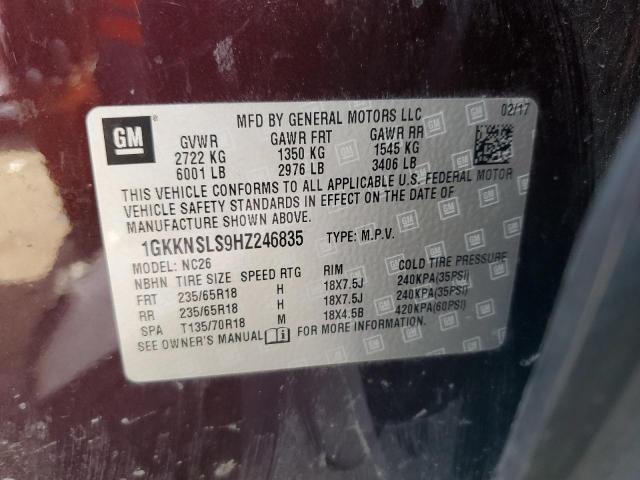 GM
®
MFD BY GENERAL MOTORS LLC 02/17
GVWR GAWR FRT GAWR RR
2722 KG 1350 KG 1545 KG
6001 LB 2976 LB 3406 LB
THIS VEHICLE CONFORMS TO ALL APPLICABLE U.S. FEDERAL MOTOR
VEHICLE SAFETY STANDARDS IN EFFECT ON THE DATE OF
MANUFACTURE SHOWN ABOVE.
1GKKNSLS9HZ246835 TYPE: M.P.V.
MODEL: NC26
NBHN TIRE SIZE SPEED RTG RIM COLD TIRE PRESSURE
FRT 235/65R18 H 18X7.5J 240KPA(35PSI)
RR 235/65R18 H 18X7.5J 240KPA(35PSI)
SPA T135/70R18 M 18X4.5B 420KPA(60PSI)
SEE OWNER'S MANUAL FOR MORE INFORMATION.